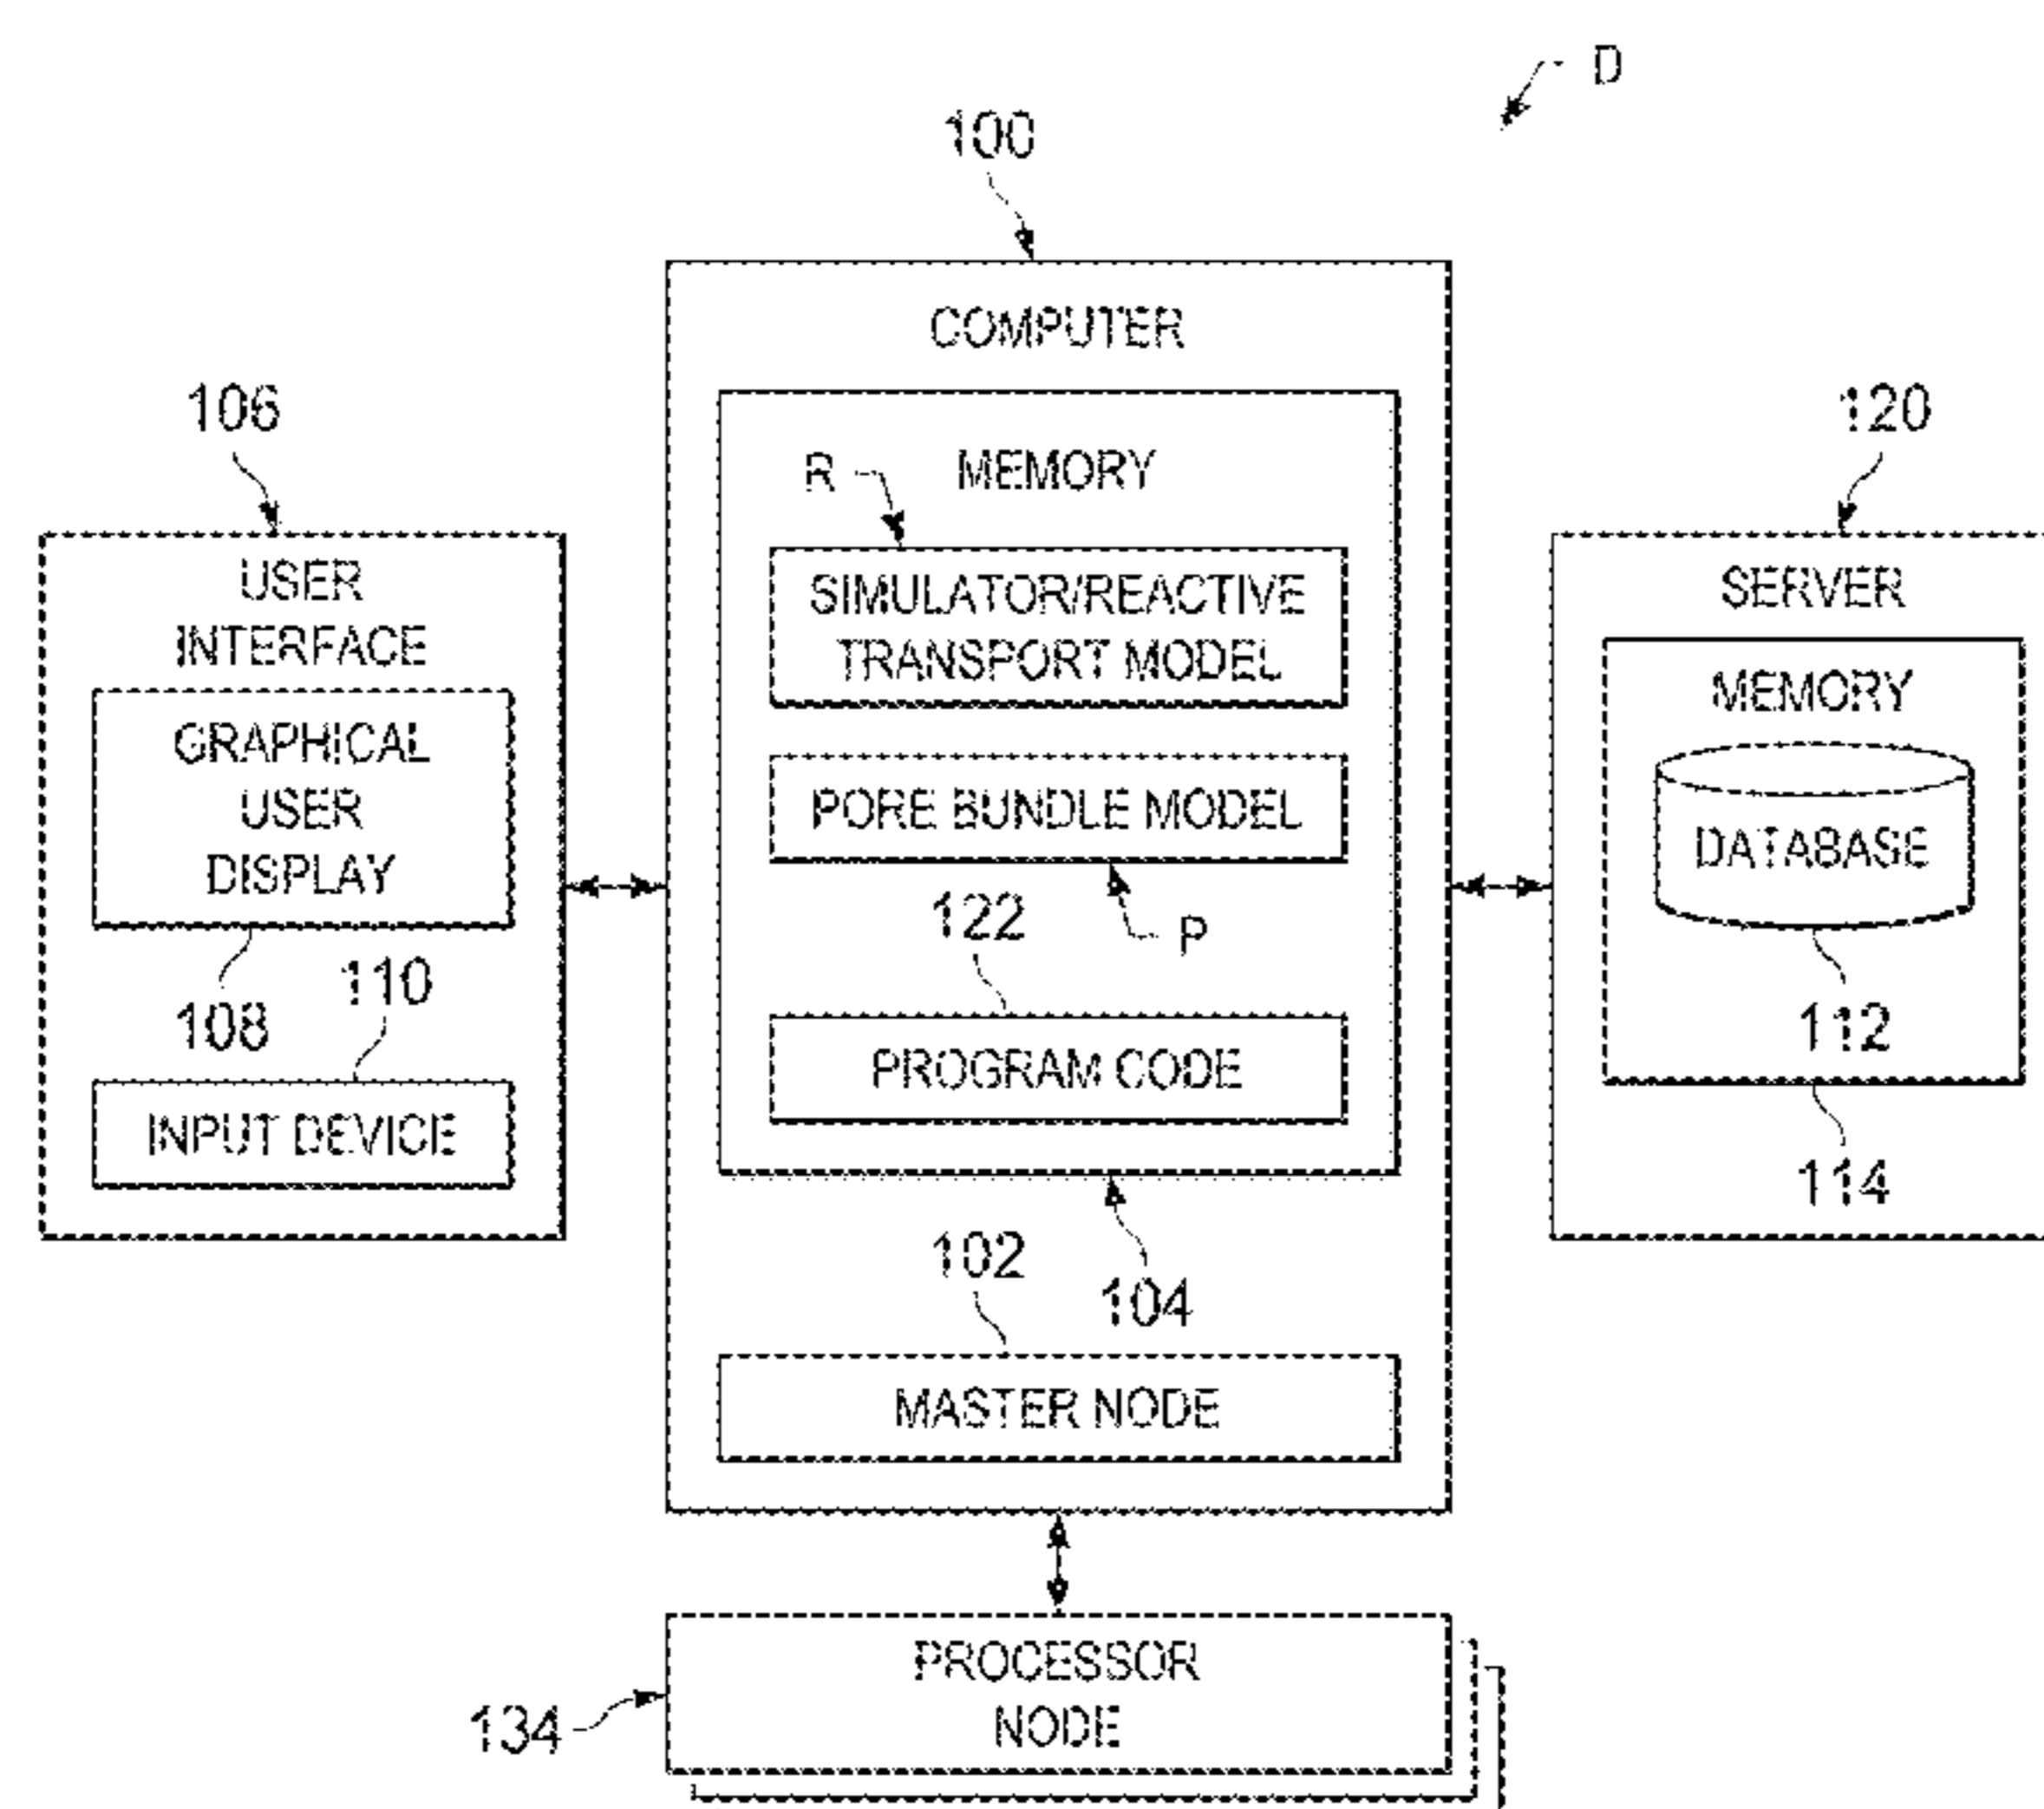 D
100
COMPUTER
106
120
MEMORY
R
USER
INTERFACE
SIMULATOR/REACTIVE
TRANSPORT MODEL
SERVER
MEMORY
GRAPHICAL
USER
DISPLAY
PORE BUNDLE MODEL
DATABASE
122
P
108
110
112
PROGRAM CODE
INPUT DEVICE
114
102
104
MASTER NODE
134
PROCESSOR
NODE